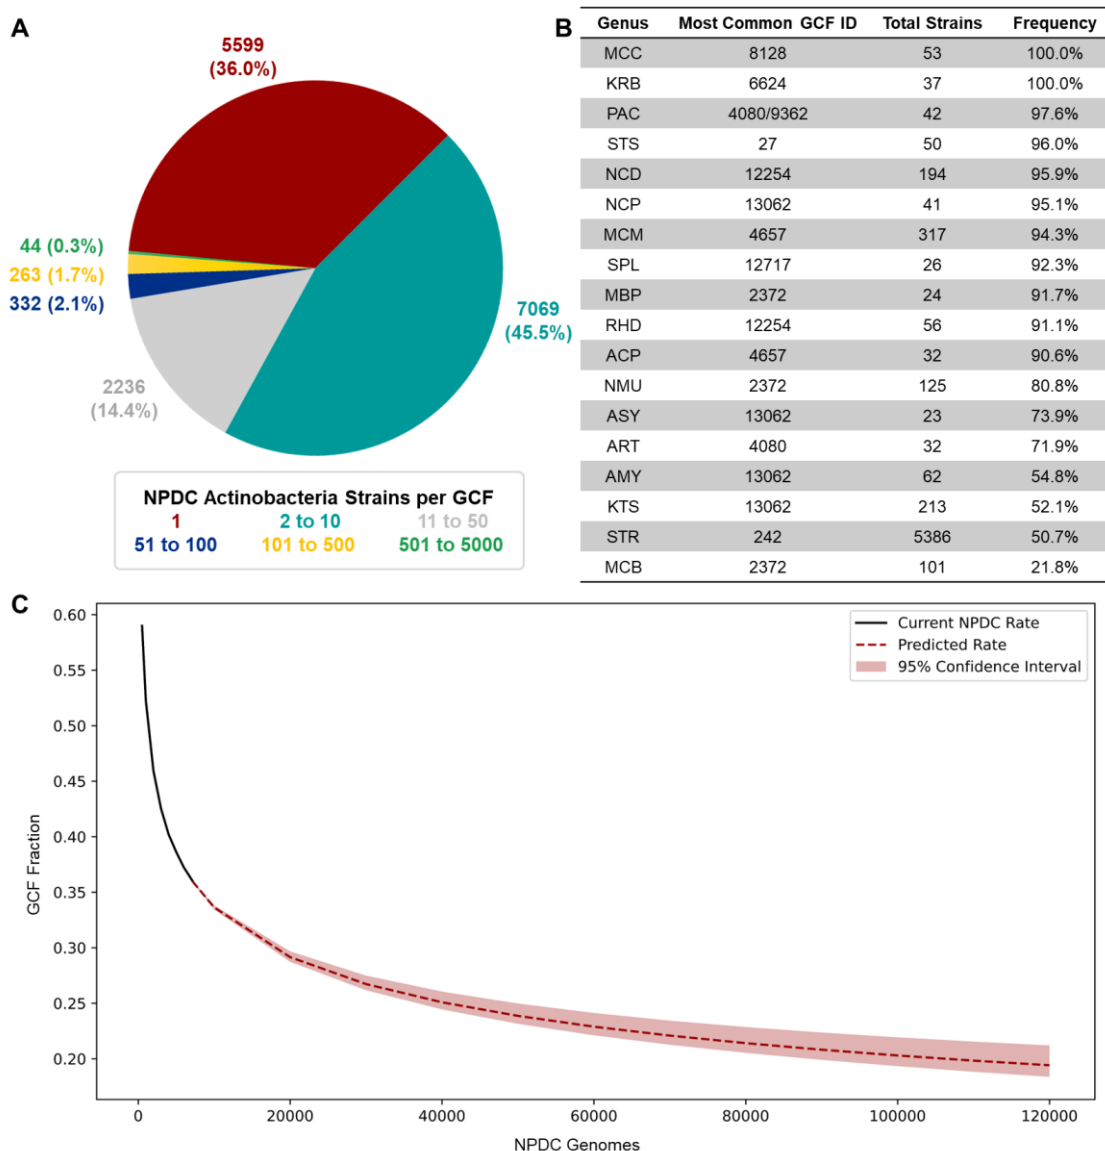 A
5599
(36.0%)
44 (0.3%)
263 (1.7%)
332 (2.1%)
7069
(45.5%)
2236
(14.4%)
NPDC Actinobacteria Strains per GCF
1 2 to 10 11 to 50
51 to 100 101 to 500 501 to 5000
B
Genus Most Common GCF ID Total Strains Frequency
MCC 8128 53 100.0%
KRB 6624 37 100.0%
PAC 4080/9362 42 97.6%
STS 27 50 96.0%
NCD 12254 194 95.9%
NCP 13062 41 95.1%
MCM 4657 317 94.3%
SPL 12717 26 92.3%
MBP 2372 24 91.7%
RHD 12254 56 91.1%
ACP 4657 32 90.6%
NMU 2372 125 80.8%
ASY 13062 23 73.9%
ART 4080 32 71.9%
AMY 13062 62 54.8%
KTS 13062 213 52.1%
STR 242 5386 50.7%
MCB 2372 101 21.8%
C
Current NPDC Rate
Predicted Rate
95% Confidence Interval
GCF Fraction
0.60
0.55
0.50
0.45
0.40
0.35
0.30
0.25
0.20
0 20000 40000 60000 80000 100000 120000
NPDC Genomes